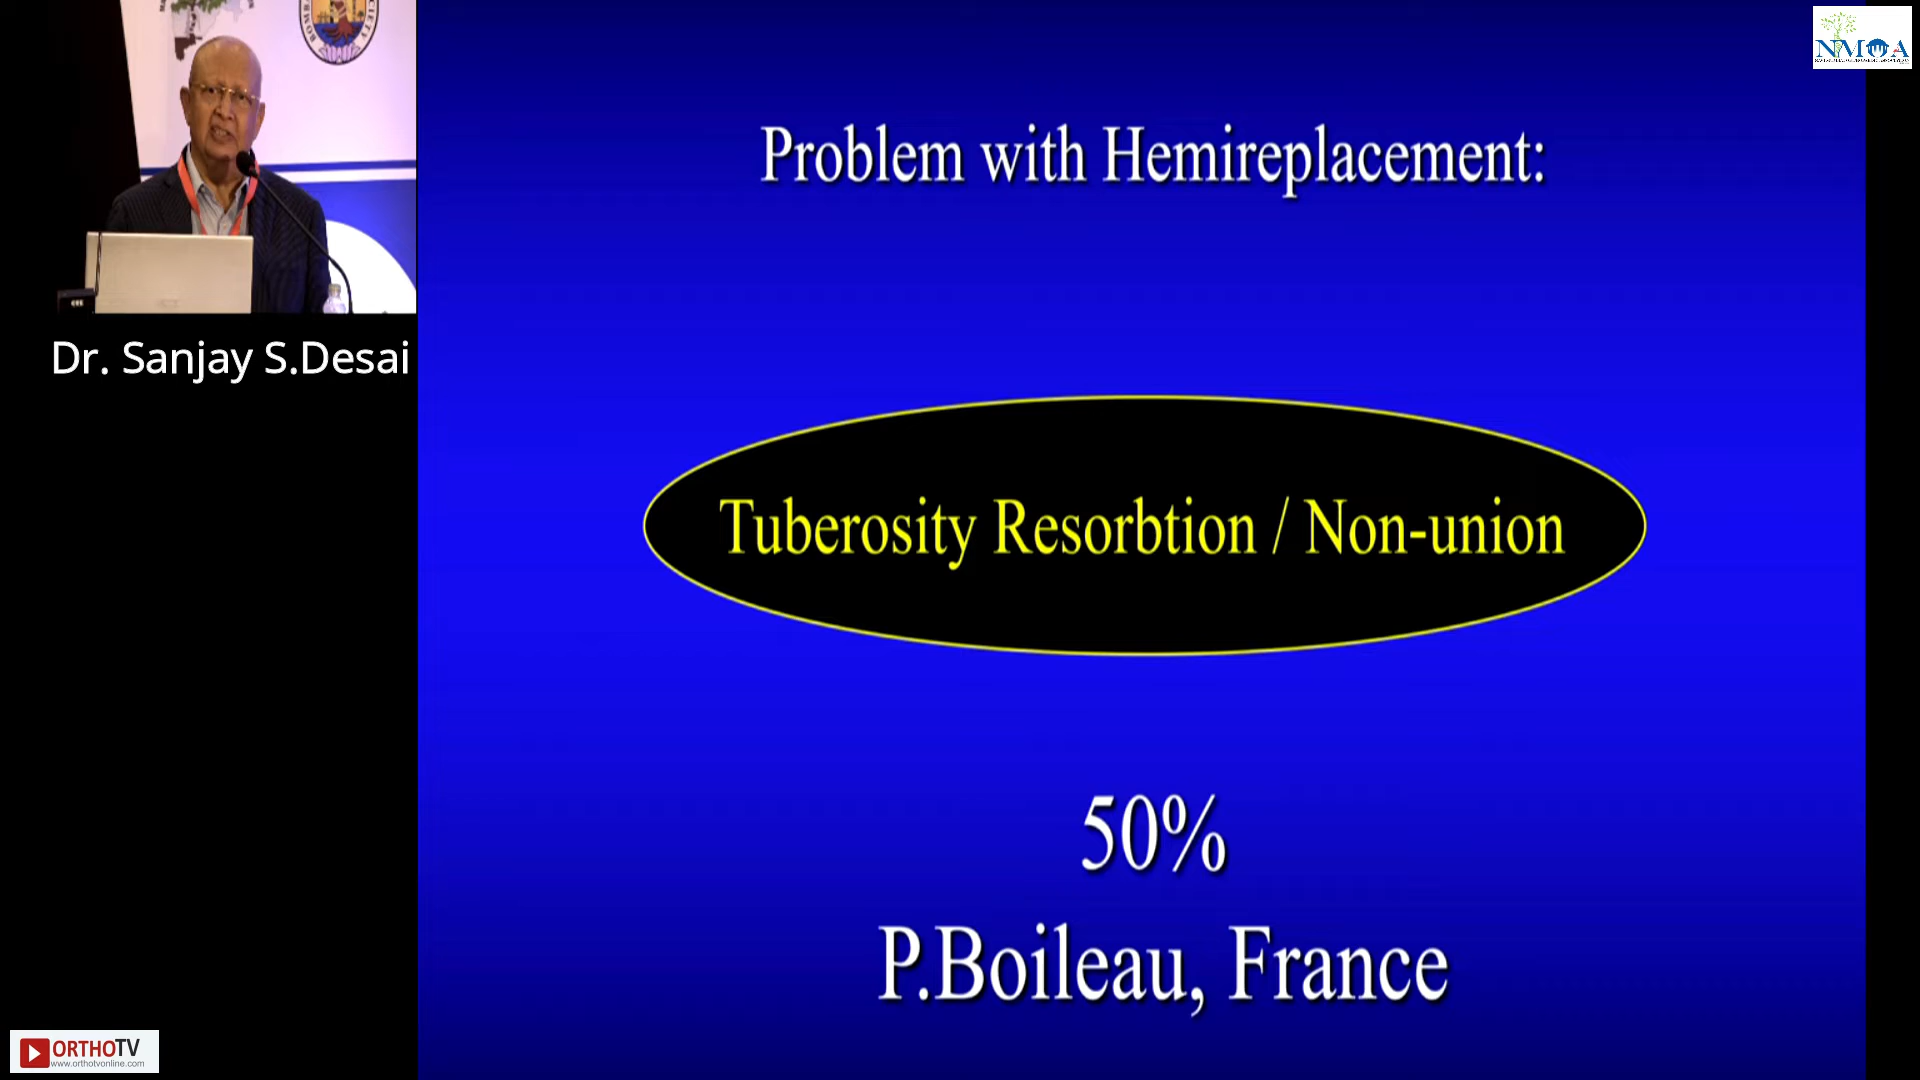 NMOA
Problem with Hemireplacement:
Dr. Sanjay S.Desai
Tuberosity Resorbtion / Non-union
50%
P.Boileau, France
ORTHOTV
www.orthotvonline.com